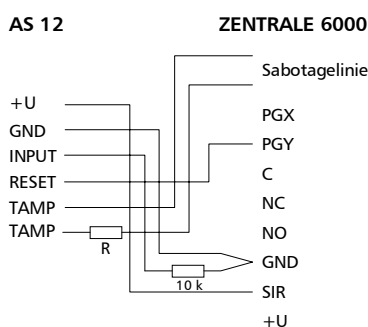 AS 12
ZENTRALE 6000
+U
GND
INPUT
RESET
TAMP
TAMP
R
10 k
Sabotagelinie
PGX
PGY
C
NC
NO
GND
SIR
+U